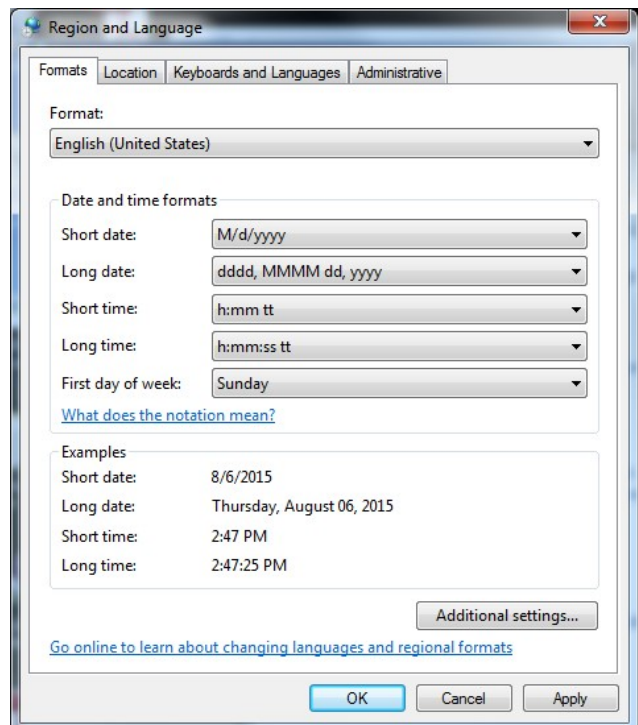 Region and Language
Formats Location Keyboards and Languages Administrative
Format:
English (United States)
Date and time formats
Short date: M/d/yyyy
Long date: dddd, MMMM dd, yyyy
Short time: h:mm tt
Long time: h:mm:ss tt
First day of week: Sunday
What does the notation mean?
Examples
Short date: 8/6/2015
Long date: Thursday, August 06, 2015
Short time: 2:47 PM
Long time: 2:47:25 PM
Additional settings...
Go online to learn about changing languages and regional formats
OK Cancel Apply